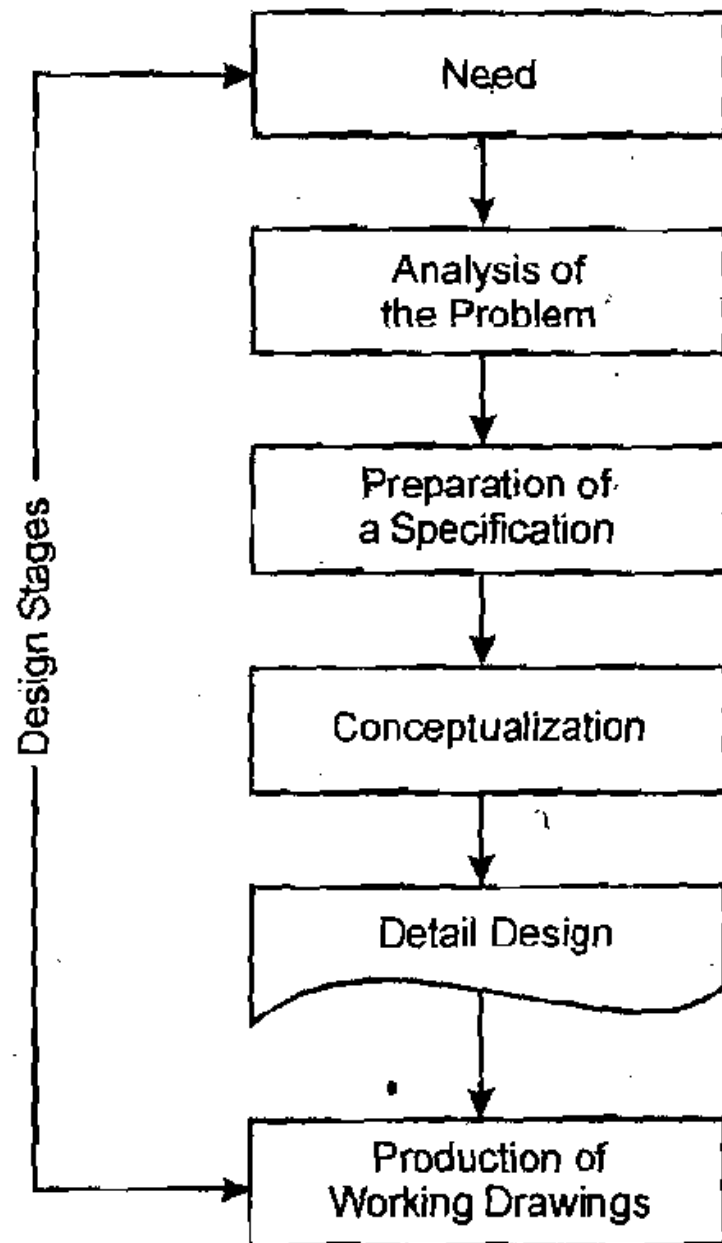 Need
Analysis of
the Problem
Preparation of
a Specification
Design Stages
Conceptualization
Detail Design
Production of
Working Drawings